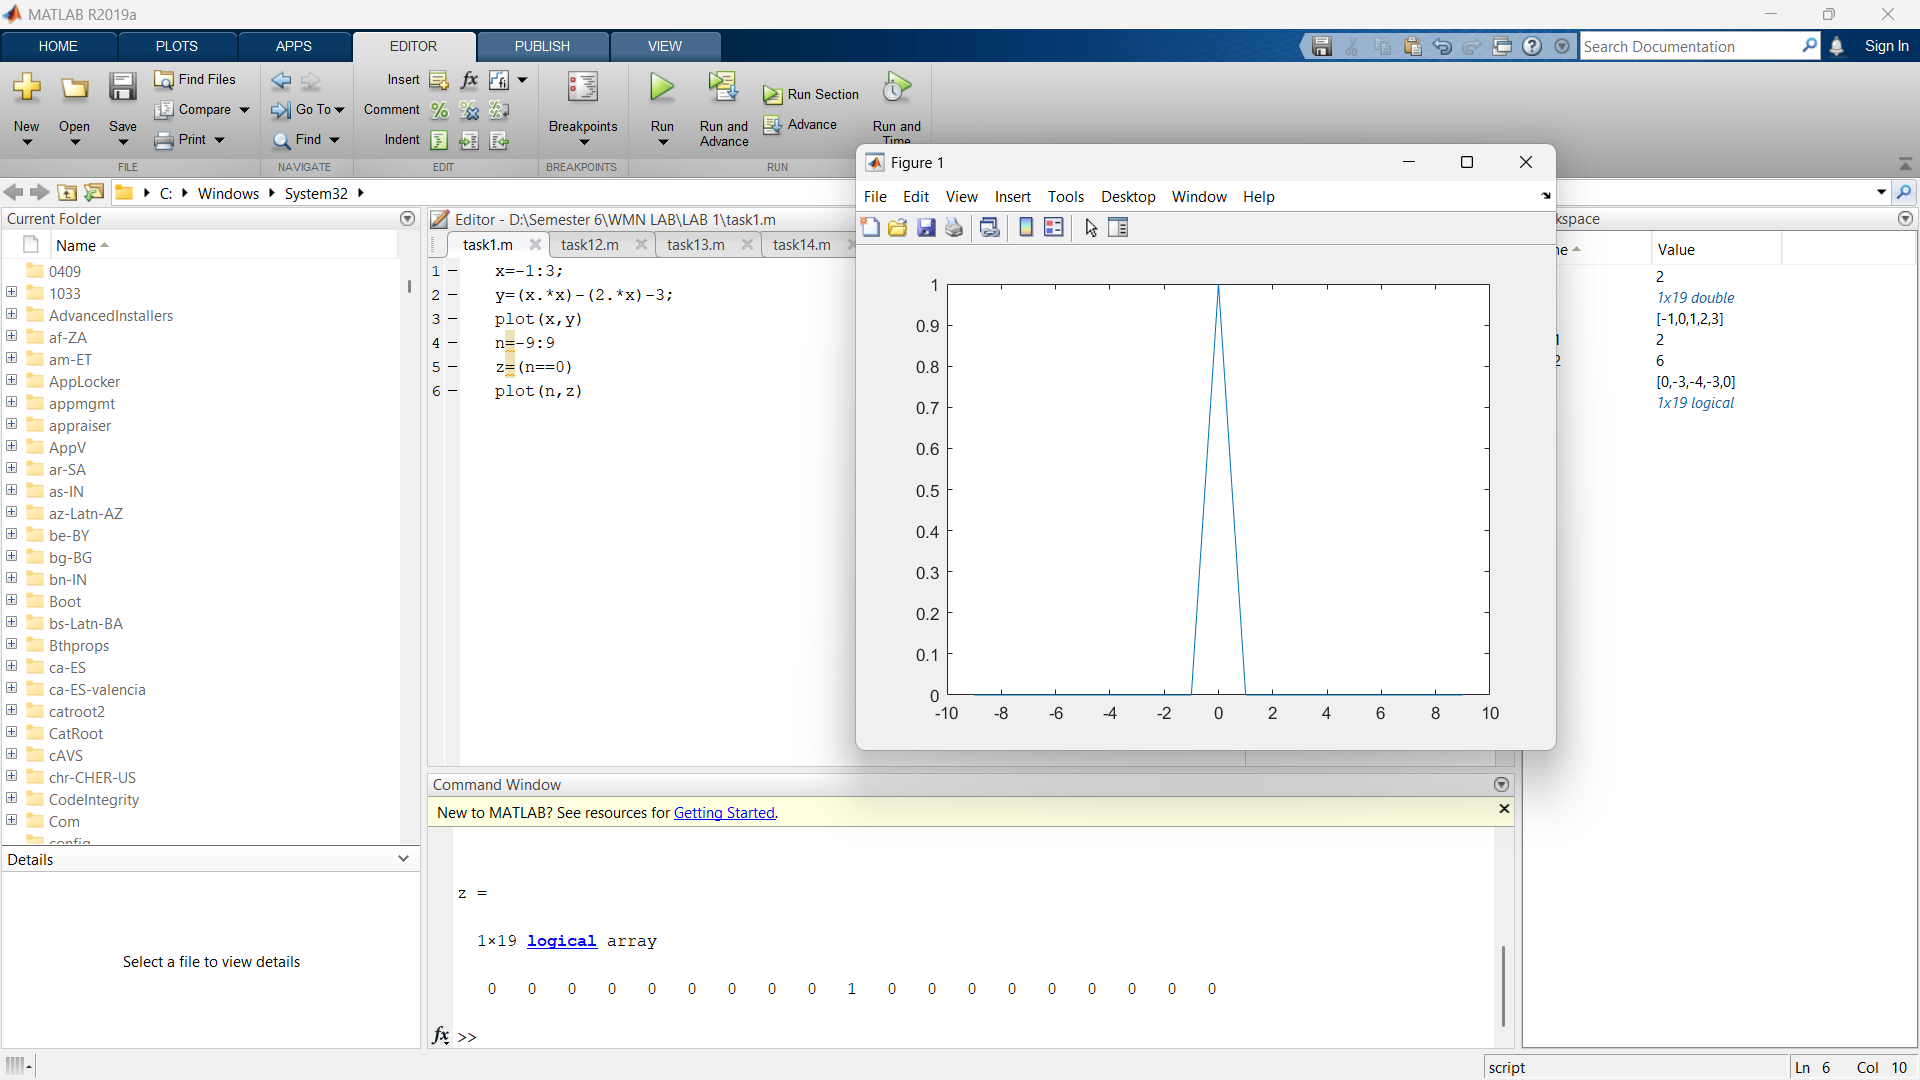 MATLAB R2019a
HOME PLOTS APPS EDITOR PUBLISH VIEW
Search Documentation
Sign In
New
Open
Save
Find Files
Compare
Print
FILE
Go To
Find
NAVIGATE
Insert
Comment
Indent
fx
EDIT
Breakpoints
BREAKPOINTS
Run
Run and Advance
Run Section
Advance
RUN
Run and Time
C: Windows System32
Current Folder
Name
0409
1033
AdvancedInstallers
af-ZA
am-ET
AppLocker
appmgmt
appraiser
AppV
ar-SA
as-IN
az-Latn-AZ
be-BY
bg-BG
bn-IN
Boot
bs-Latn-BA
Bthprops
ca-ES
ca-ES-valencia
catroot2
CatRoot
cAVS
chr-CHER-US
CodeIntegrity
Com
config
Details
Select a file to view details
Editor - D:\Semester 6\WMN LAB\LAB 1\task1.m
task1.m task12.m task13.m task14.m
1 – x=-1:3;
2 – y=(x.*x)-(2.*x)-3;
3 – plot(x,y)
4 – n=-9:9
5 – z=(n==0)
6 – plot(n,z)
Figure 1
File Edit View Insert Tools Desktop Window Help
1
0.9
0.8
0.7
0.6
0.5
0.4
0.3
0.2
0.1
0
-10 -8 -6 -4 -2 0 2 4 6 8 10
kspace
ne Value
2
1x19 double
[-1,0,1,2,3]
1 2
2 6
[0,-3,-4,-3,0]
1x19 logical
Command Window
New to MATLAB? See resources for Getting Started.
z =
1×19 logical array
0 0 0 0 0 0 0 0 0 1 0 0 0 0 0 0 0 0 0
fx >>
script
Ln 6 Col 10